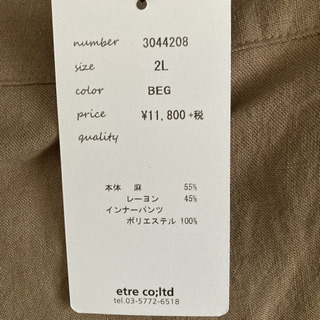 number 3044208
size 2L
color BEG
price ¥11,800+税
quality
本体 麻 55%
レーヨン 45%
インナーパンツ
ポリエステル 100%
etre co;ltd
tel.03-5772-6518